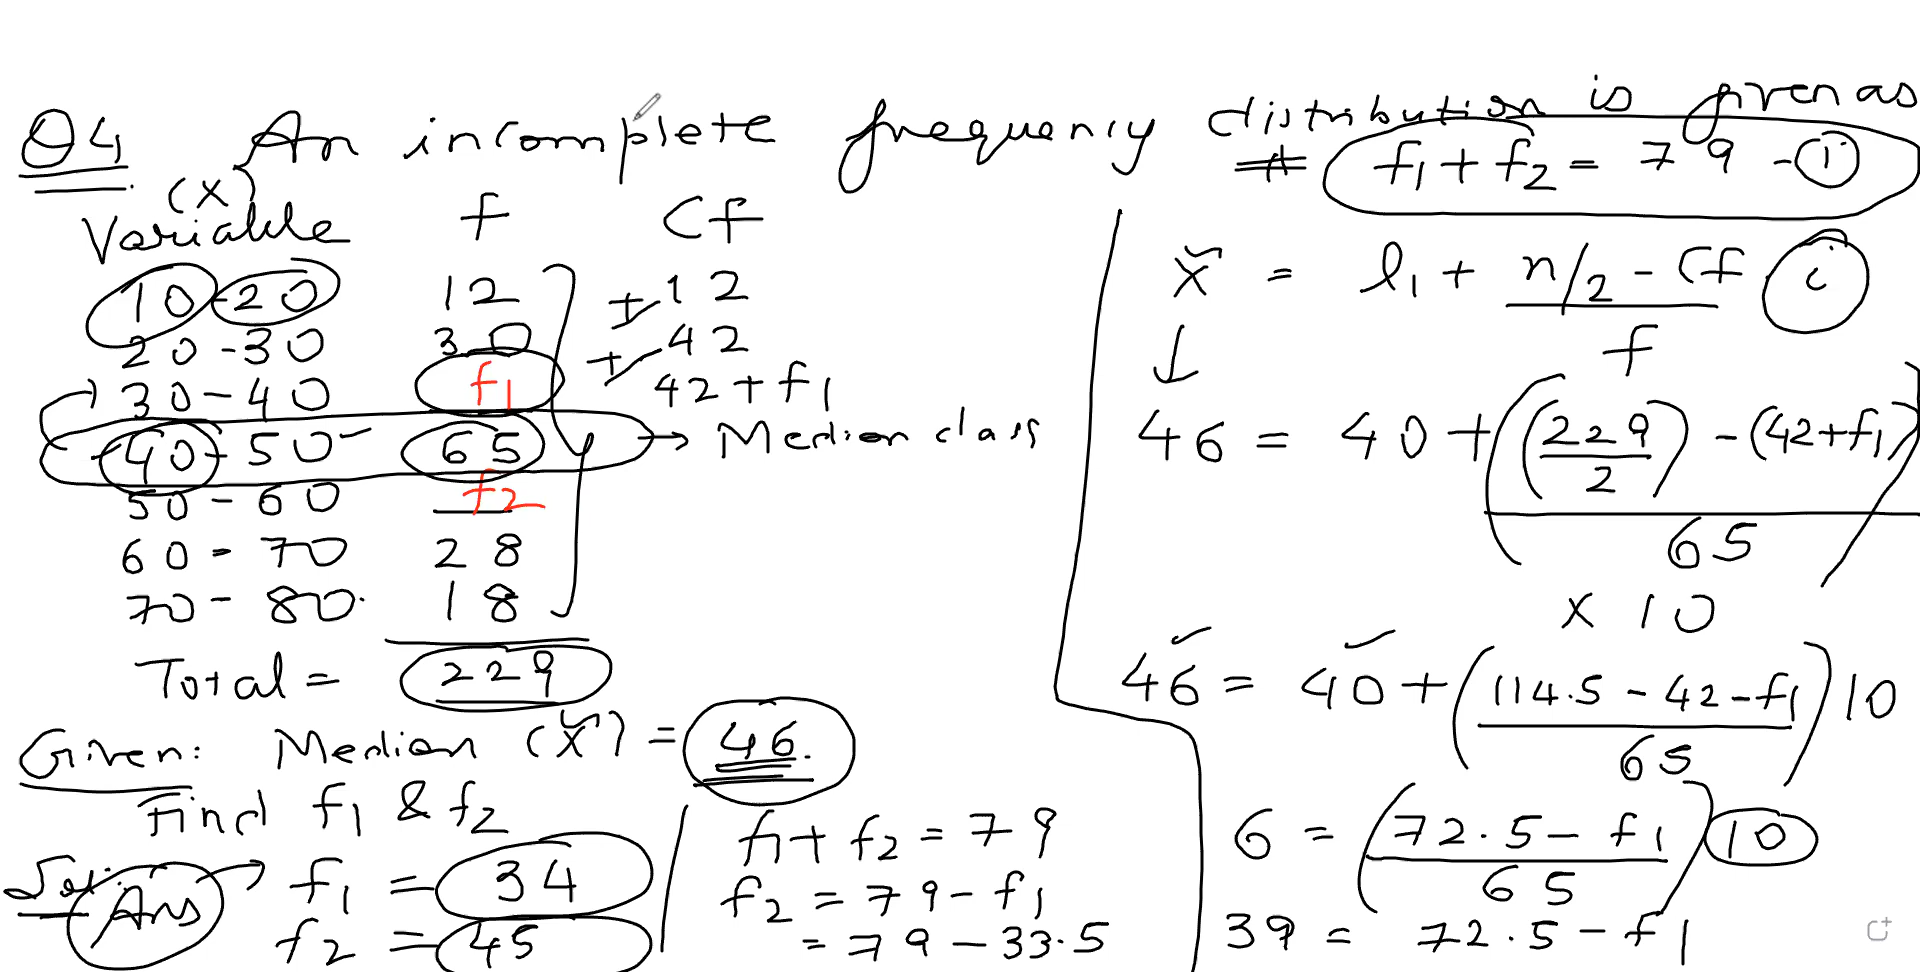 Q4 An incomplete frequency distribution is given as
(x)
Variable f Cf
10-20 12 + 12
20-30 30 + 42
30-40 f1 42+f1
40-50 65 → Median class
50-60 f2
60-70 28
70-80 18
Total = 229
Given: Median (x̌) = 46.
Find f1 & f2
Ans → f1 = 34
f2 = 45
f1 + f2 = 79
f2 = 79 - f1
= 79 - 33.5
# f1 + f2 = 79 - (i)
x̌ = l1 + n/2 - Cf i
f
↓
46 = 40 + ((229/2) - (42+f1)
65
× 10
46 = 40 + (114.5 - 42 - f1) 10
65
6 = (72.5 - f1) 10
65
39 = 72.5 - f1